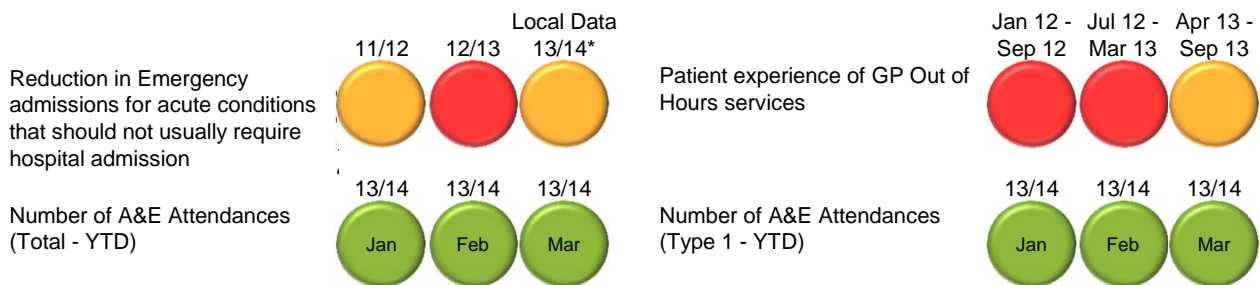 Local Data
11/12 12/13 13/14*
Reduction in Emergency
admissions for acute conditions
that should not usually require
hospital admission
Jan 12 - Jul 12 - Apr 13 -
Sep 12 Mar 13 Sep 13
Patient experience of GP Out of
Hours services
13/14 13/14 13/14
Number of A&E Attendances
(Total - YTD)
Jan Feb Mar
13/14 13/14 13/14
Number of A&E Attendances
(Type 1 - YTD)
Jan Feb Mar